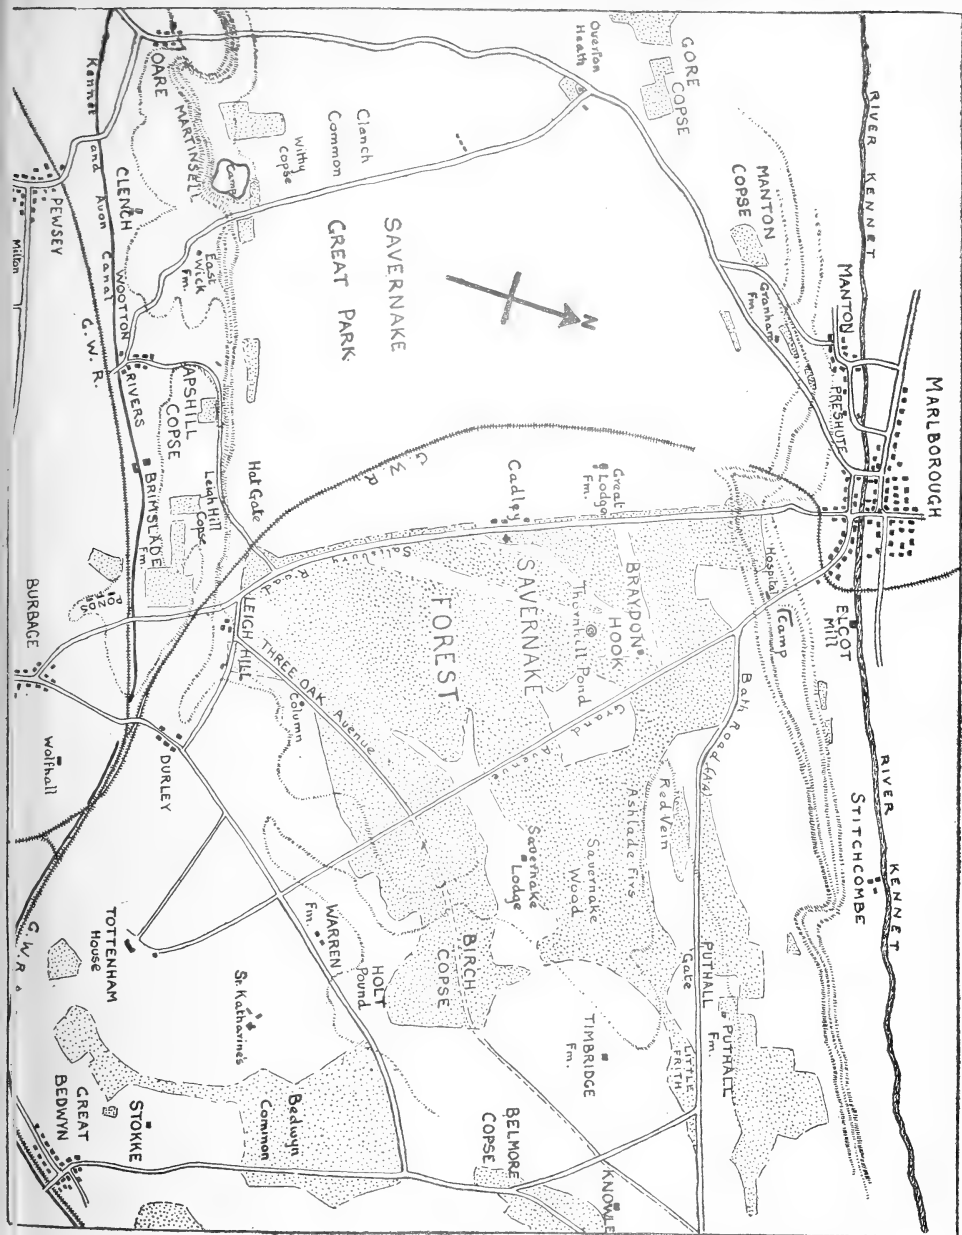 RIVER KENNET
MARLBOROUGH
MANTON
PRESHUTE
ELCOT
Mill
RIVER
KENNET
STITCHCOMBE
GORE
COPSE
Overton
Heath
MANTON
COPSE
Granham
Fm.
Hospital
Camp
Bath Road (A4)
PUTHALL
Gate
PUTHALL
Fm.
LITTLE
FRITH
KNOWLE
Clanch
Common
SAVERNAKE
GREAT PARK
N
G W R
Great
Lodge
Fm.
Cadley
BRAYDON
HOOK
Thornhill Pond
SAVERNAKE
FOREST
Grand Avenue
Red Vein
Ashlade Firs
Savernake
Wood
Savernake
Lodge
BIRCH
COPSE
TIMBRIDGE
Fm.
BELMORE
COPSE
OARE
MARTINSELL
Withy
Copse
Camp
East
Wick
Fm.
Hat Gate
Salisbury Road
LEIGH HILL
THREE OAK Avenue
Column
HOLT
Pound
WARREN
Fm.
St. Katharine's
Bedwyn
Common
Kennet and Avon Canal
CLENCH
WOOTTON
RIVERS
APSHILL
COPSE
Leigh Hill
Copse
BRIMSLADE
Fm
PONDS
DURLEY
TOTTENHAM
House
STOKKE
GREAT
BEDWYN
PEWSEY
Milton
G. W. R.
BURBAGE
Wolfhall
G. W. R.